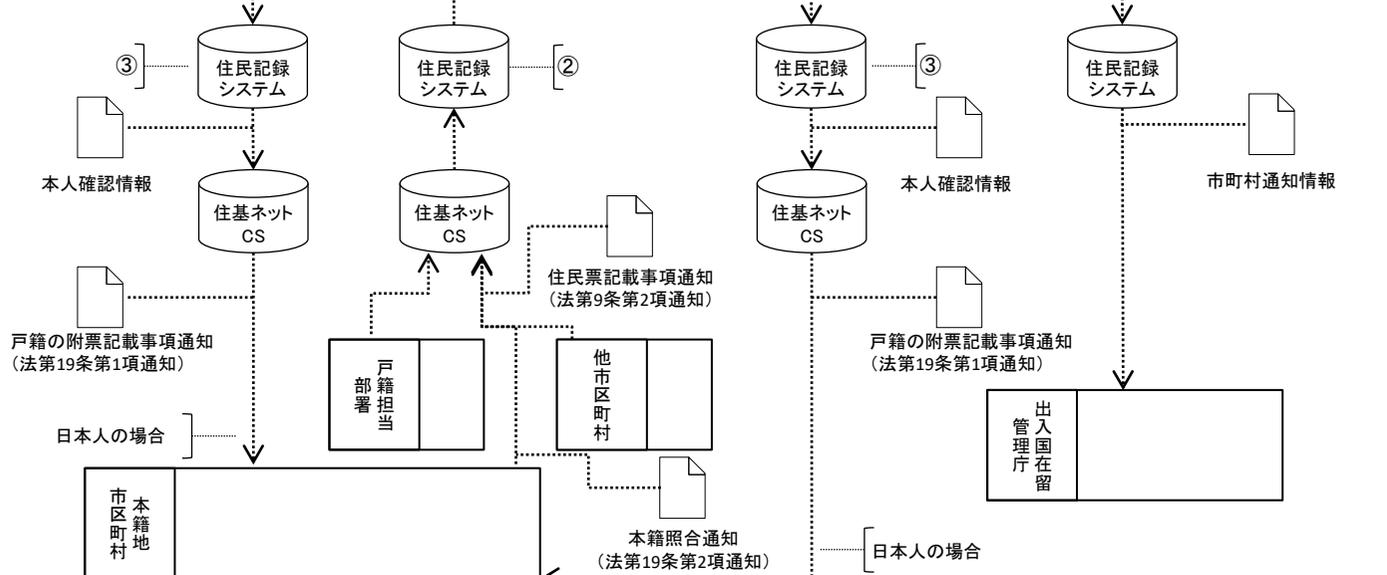 ③
住民記録
システム
住民記録
システム
②
住民記録
システム
③
住民記録
システム
本人確認情報
本人確認情報
市町村通知情報
住基ネット
CS
住基ネット
CS
住基ネット
CS
住民票記載事項通知
（法第9条第2項通知）
戸籍の附票記載事項通知
（法第19条第1項通知）
戸籍の附票記載事項通知
（法第19条第1項通知）
戸籍担当
部署
他市区町村
出入国在留
管理庁
日本人の場合
本籍地
市区町村
本籍照合通知
（法第19条第2項通知）
日本人の場合